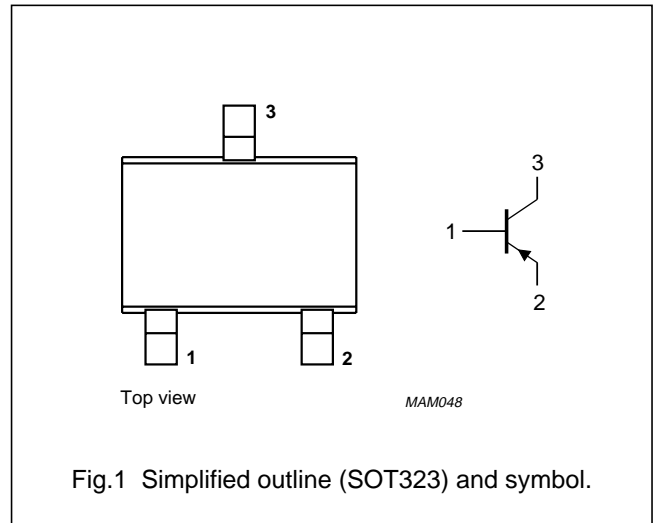 3
3
1
2
1
2
Top view
MAM048
Fig.1 Simplified outline (SOT323) and symbol.